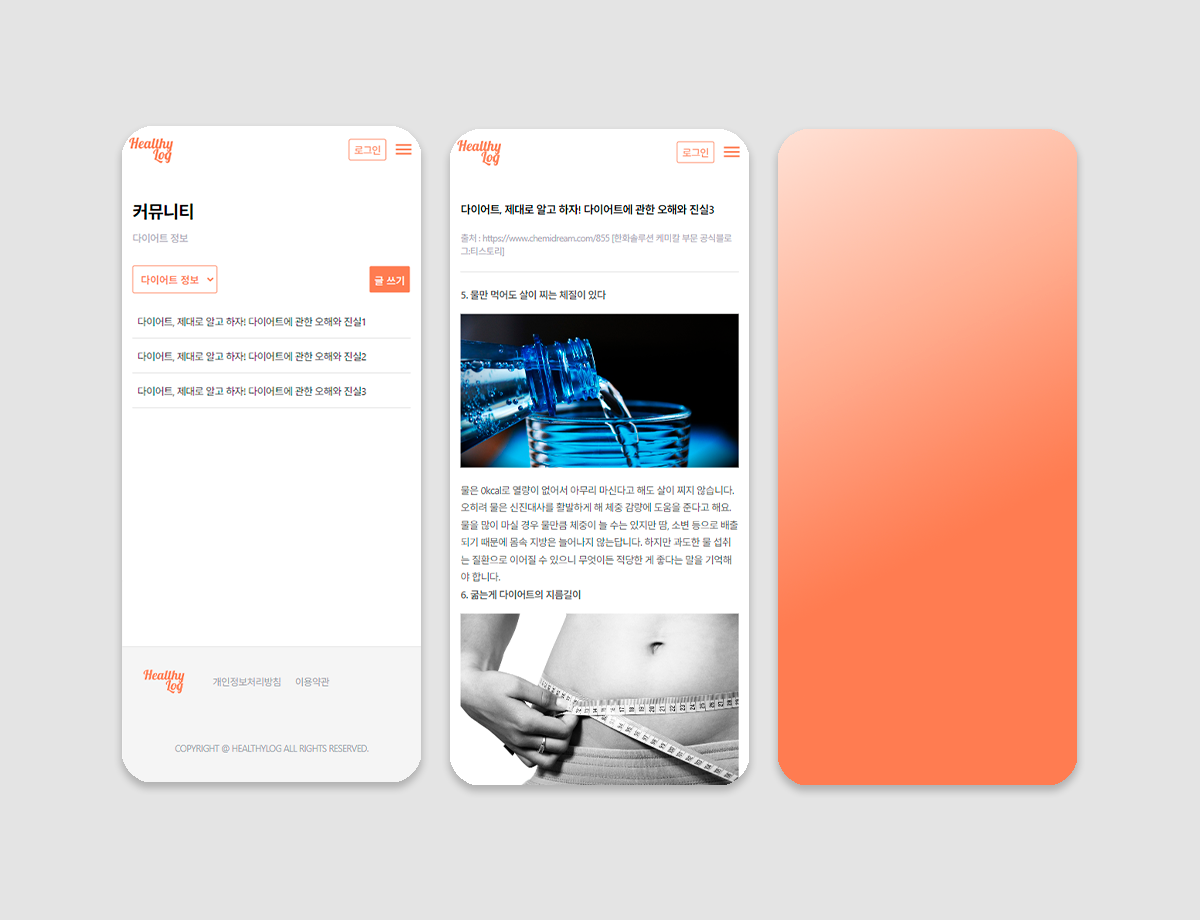 Healthy
Log
로그인
커뮤니티
다이어트 정보
다이어트 정보
글 쓰기
다이어트, 제대로 알고 하자! 다이어트에 관한 오해와 진실1
다이어트, 제대로 알고 하자! 다이어트에 관한 오해와 진실2
다이어트, 제대로 알고 하자! 다이어트에 관한 오해와 진실3
Healthy
Log
개인정보처리방침 이용약관
COPYRIGHT @ HEALTHYLOG ALL RIGHTS RESERVED.
Healthy
Log
로그인
다이어트, 제대로 알고 하자! 다이어트에 관한 오해와 진실3
출처 : https://www.chemidream.com/855 [한화솔루션 케미칼 부문 공식블로
그:티스토리]
5. 물만 먹어도 살이 찌는 체질이 있다
물은 0kcal로 열량이 없어서 아무리 마신다고 해도 살이 찌지 않습니다.
오히려 물은 신진대사를 활발하게 해 체중 감량에 도움을 준다고 해요.
물을 많이 마실 경우 물만큼 체중이 늘 수는 있지만 땀, 소변 등으로 배출
되기 때문에 몸속 지방은 늘어나지 않는답니다. 하지만 과도한 물 섭취
는 질환으로 이어질 수 있으니 무엇이든 적당한 게 좋다는 말을 기억해
야 합니다.
6. 굶는게 다이어트의 지름길이